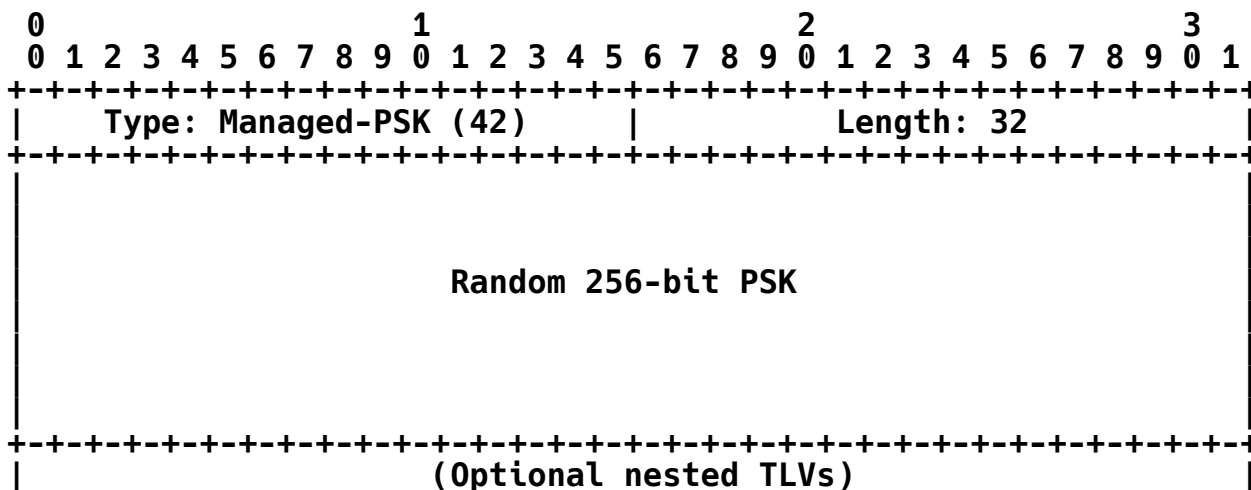 0                   1                   2                   3
 0 1 2 3 4 5 6 7 8 9 0 1 2 3 4 5 6 7 8 9 0 1 2 3 4 5 6 7 8 9 0 1
+-+-+-+-+-+-+-+-+-+-+-+-+-+-+-+-+-+-+-+-+-+-+-+-+-+-+-+-+-+-+-+-+
|    Type: Managed-PSK (42)     |          Length: 32           |
+-+-+-+-+-+-+-+-+-+-+-+-+-+-+-+-+-+-+-+-+-+-+-+-+-+-+-+-+-+-+-+-+
|                                                               |
|                                                               |
|                                                               |
|                      Random 256-bit PSK                       |
|                                                               |
|                                                               |
|                                                               |
|                                                               |
+-+-+-+-+-+-+-+-+-+-+-+-+-+-+-+-+-+-+-+-+-+-+-+-+-+-+-+-+-+-+-+-+
|                     (Optional nested TLVs)                    |